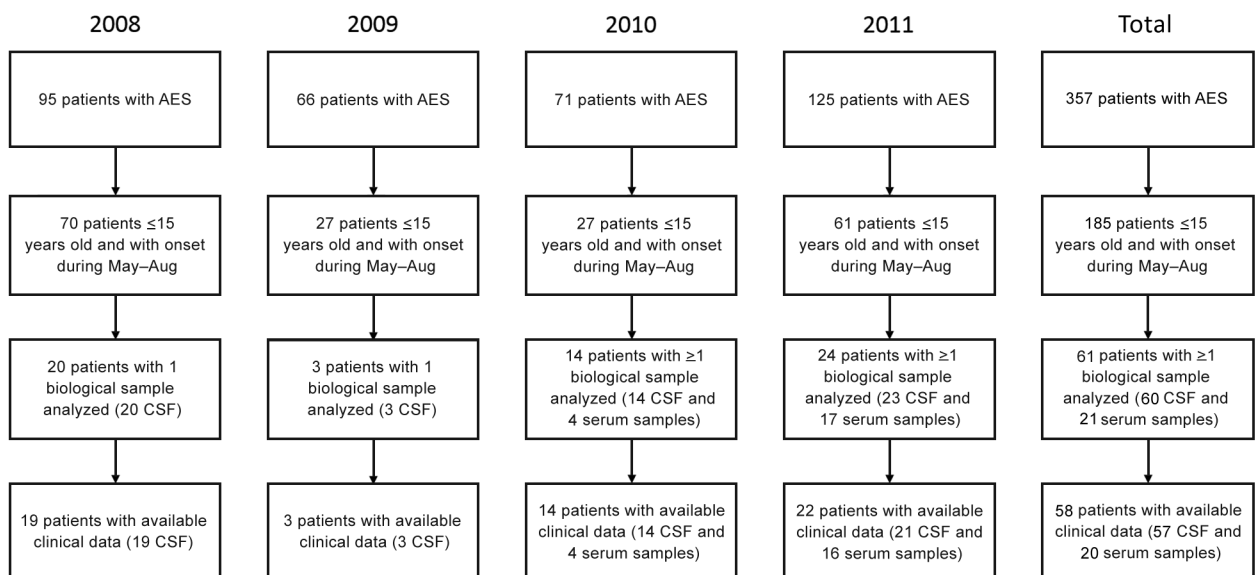 2008
95 patients with AES
70 patients ≤15
years old and with onset
during May–Aug
20 patients with 1
biological sample
analyzed (20 CSF)
19 patients with available
clinical data (19 CSF)
2009
66 patients with AES
27 patients ≤15
years old and with onset
during May–Aug
3 patients with 1
biological sample
analyzed (3 CSF)
3 patients with available
clinical data (3 CSF)
2010
71 patients with AES
27 patients ≤15
years old and with onset
during May–Aug
14 patients with ≥1
biological sample
analyzed (14 CSF and
4 serum samples)
14 patients with available
clinical data (14 CSF and
4 serum samples)
2011
125 patients with AES
61 patients ≤15
years old and with onset
during May–Aug
24 patients with ≥1
biological sample
analyzed (23 CSF and
17 serum samples)
22 patients with available
clinical data (21 CSF and
16 serum samples)
Total
357 patients with AES
185 patients ≤15
years old and with onset
during May–Aug
61 patients with ≥1
biological sample
analyzed (60 CSF and
21 serum samples)
58 patients with available
clinical data (57 CSF and
20 serum samples)